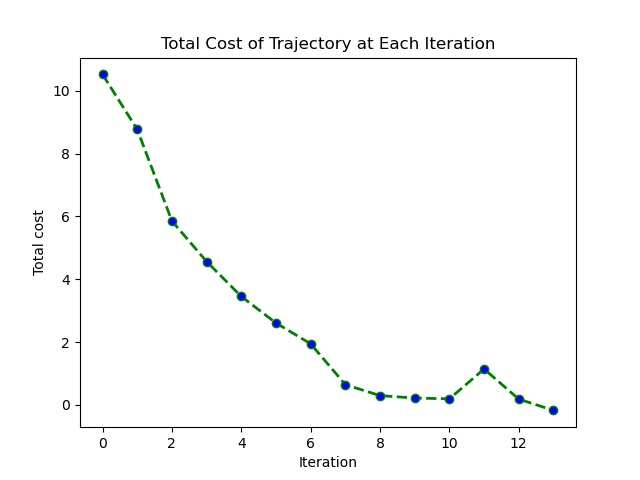 Total Cost of Trajectory at Each Iteration
10
8
6
4
2
0
Total cost
0 2 4 6 8 10 12
Iteration